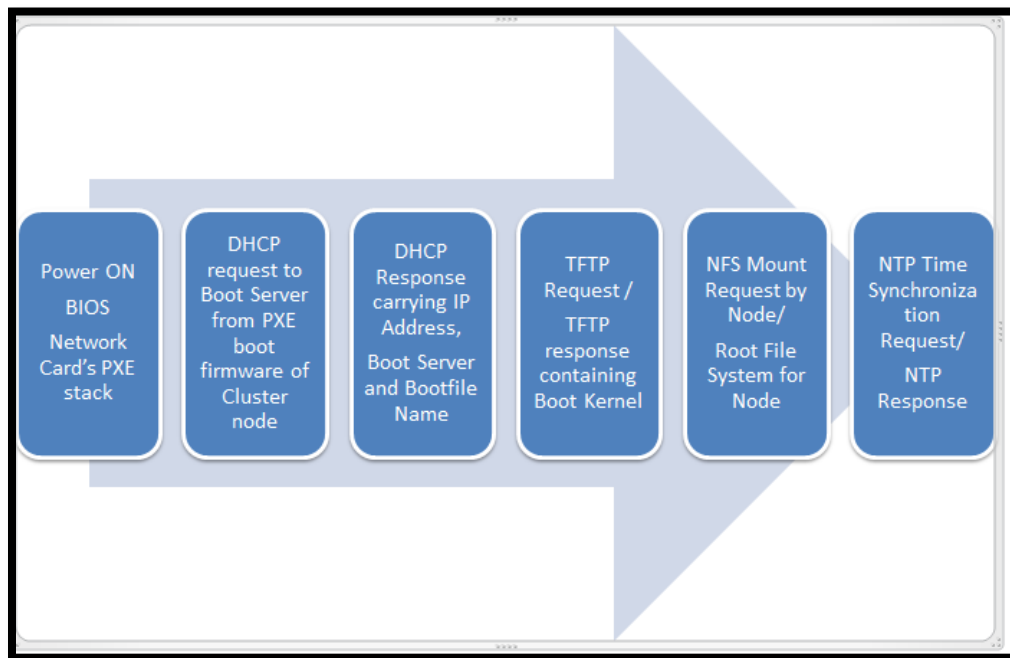 Power ON
BIOS
Network
Card's PXE
stack
DHCP
request to
Boot Server
from PXE
boot
firmware of
Cluster
node
DHCP
Response
carrying IP
Address,
Boot Server
and Bootfile
Name
TFTP
Request /
TFTP
response
containing
Boot Kernel
NFS Mount
Request by
Node/
Root File
System for
Node
NTP Time
Synchroniza
tion
Request/
NTP
Response